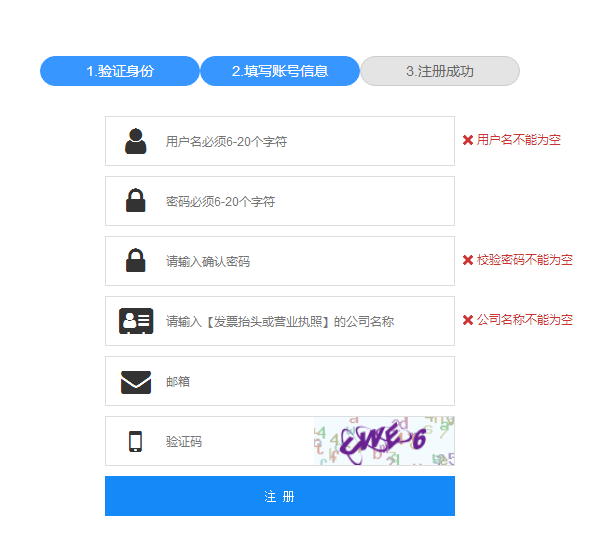 1.验证身份 2.填写账号信息 3.注册成功
用户名必须6-20个字符 用户名不能为空
密码必须6-20个字符
请输入确认密码 校验密码不能为空
请输入【发票抬头或营业执照】的公司名称 公司名称不能为空
邮箱
验证码
注 册